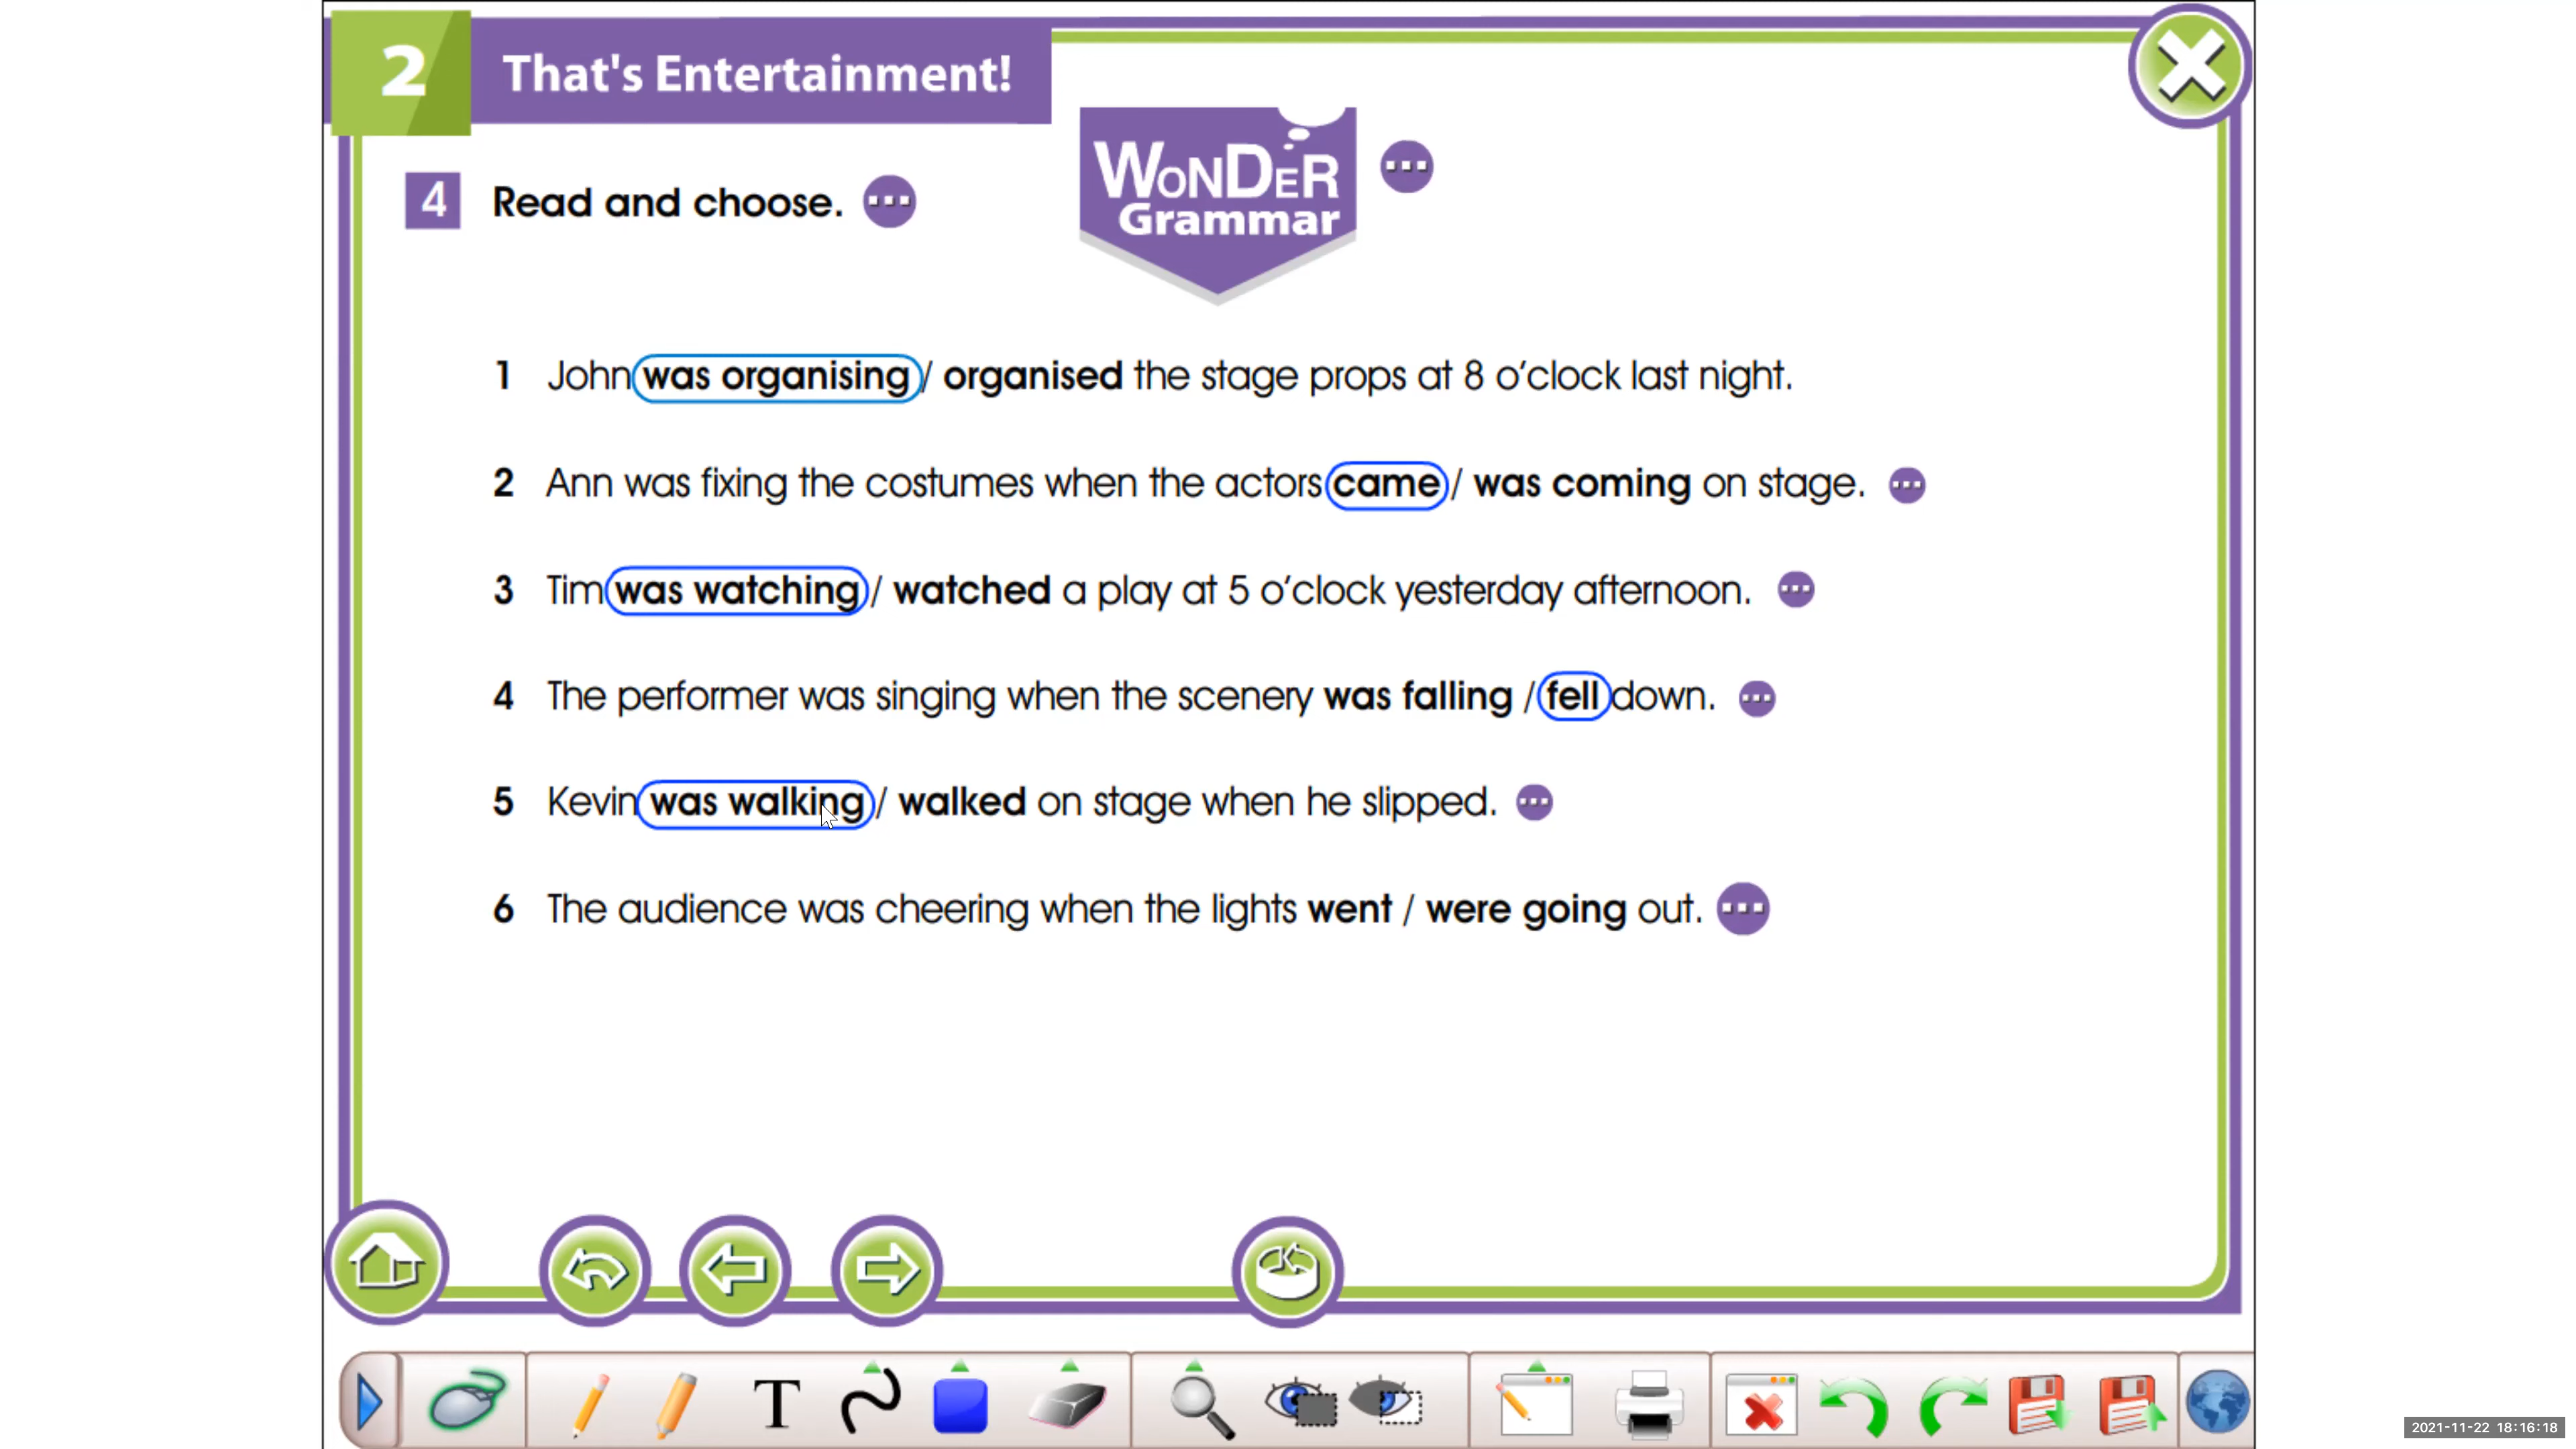 2 That's Entertainment!
4 Read and choose.
WONDER
Grammar
1 John was organising / organised the stage props at 8 o'clock last night.
2 Ann was fixing the costumes when the actors came / was coming on stage.
3 Tim was watching / watched a play at 5 o'clock yesterday afternoon.
4 The performer was singing when the scenery was falling / fell down.
5 Kevin was walking / walked on stage when he slipped.
6 The audience was cheering when the lights went / were going out.
T
2021-11-22 18:16:18